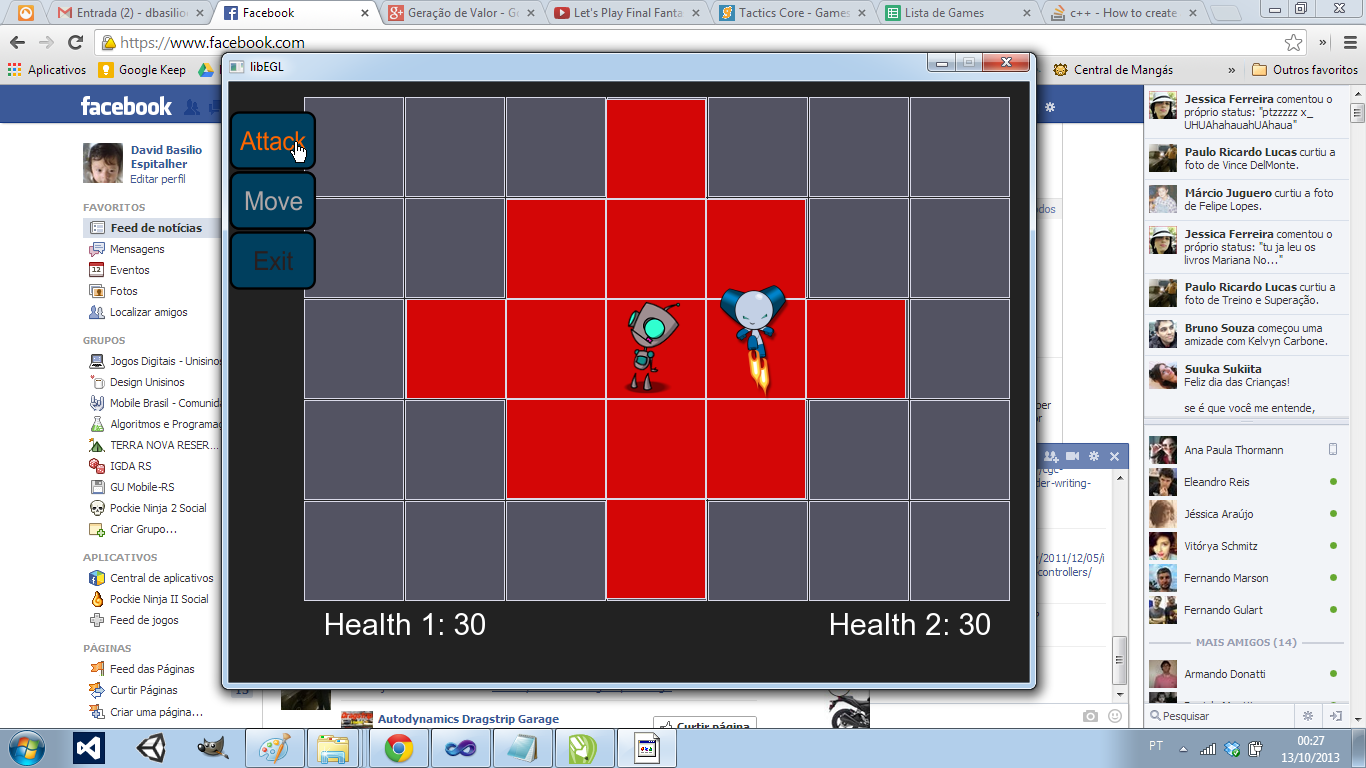 Entrada (2) - dbasilio
Facebook
Geração de Valor - G
Let's Play Final Fanta
Tactics Core - Games
Lista de Games
c++ - How to create
https://www.facebook.com
Aplicativos
Google Keep
Central de Mangás
Outros favoritos
libEGL
facebook
David Basilio
Espitalher
Editar perfil
FAVORITOS
Feed de notícias
Mensagens
Eventos
12
Fotos
Localizar amigos
GRUPOS
Jogos Digitais - Unisinos
Design Unisinos
Mobile Brasil - Comunida
Algoritmos e Programaç
TERRA NOVA RESER...
IGDA RS
GU Mobile-RS
Pockie Ninja 2 Social
Criar Grupo...
APLICATIVOS
Central de aplicativos
Pockie Ninja II Social
Feed de jogos
PÁGINAS
Feed das Páginas
Curtir Páginas
Criar uma página...
Attack
Move
Exit
Health 1: 30
Health 2: 30
Autodynamics Dragstrip Garage
Curtir página
der-writing-
/2011/12/05/i
controllers/
Jessica Ferreira comentou o
próprio status: "ptzzzzz x_
UHUAhahauahUAhaua"
Paulo Ricardo Lucas curtiu a
foto de Vince DelMonte.
Márcio Juguero curtiu a foto
de Felipe Lopes.
Jessica Ferreira comentou o
próprio status: "tu ja leu os
livros Mariana No..."
Paulo Ricardo Lucas curtiu a
foto de Treino e Superação.
Bruno Souza começou uma
amizade com Kelvyn Carbone.
Suuka Sukiita
Feliz dia das Crianças!
se é que você me entende,
Ana Paula Thormann
Eleandro Reis
Jéssica Araújo
Vitórya Schmitz
Fernando Marson
Fernando Gulart
MAIS AMIGOS (14)
Armando Donatti
Pesquisar
PT
00:27
13/10/2013